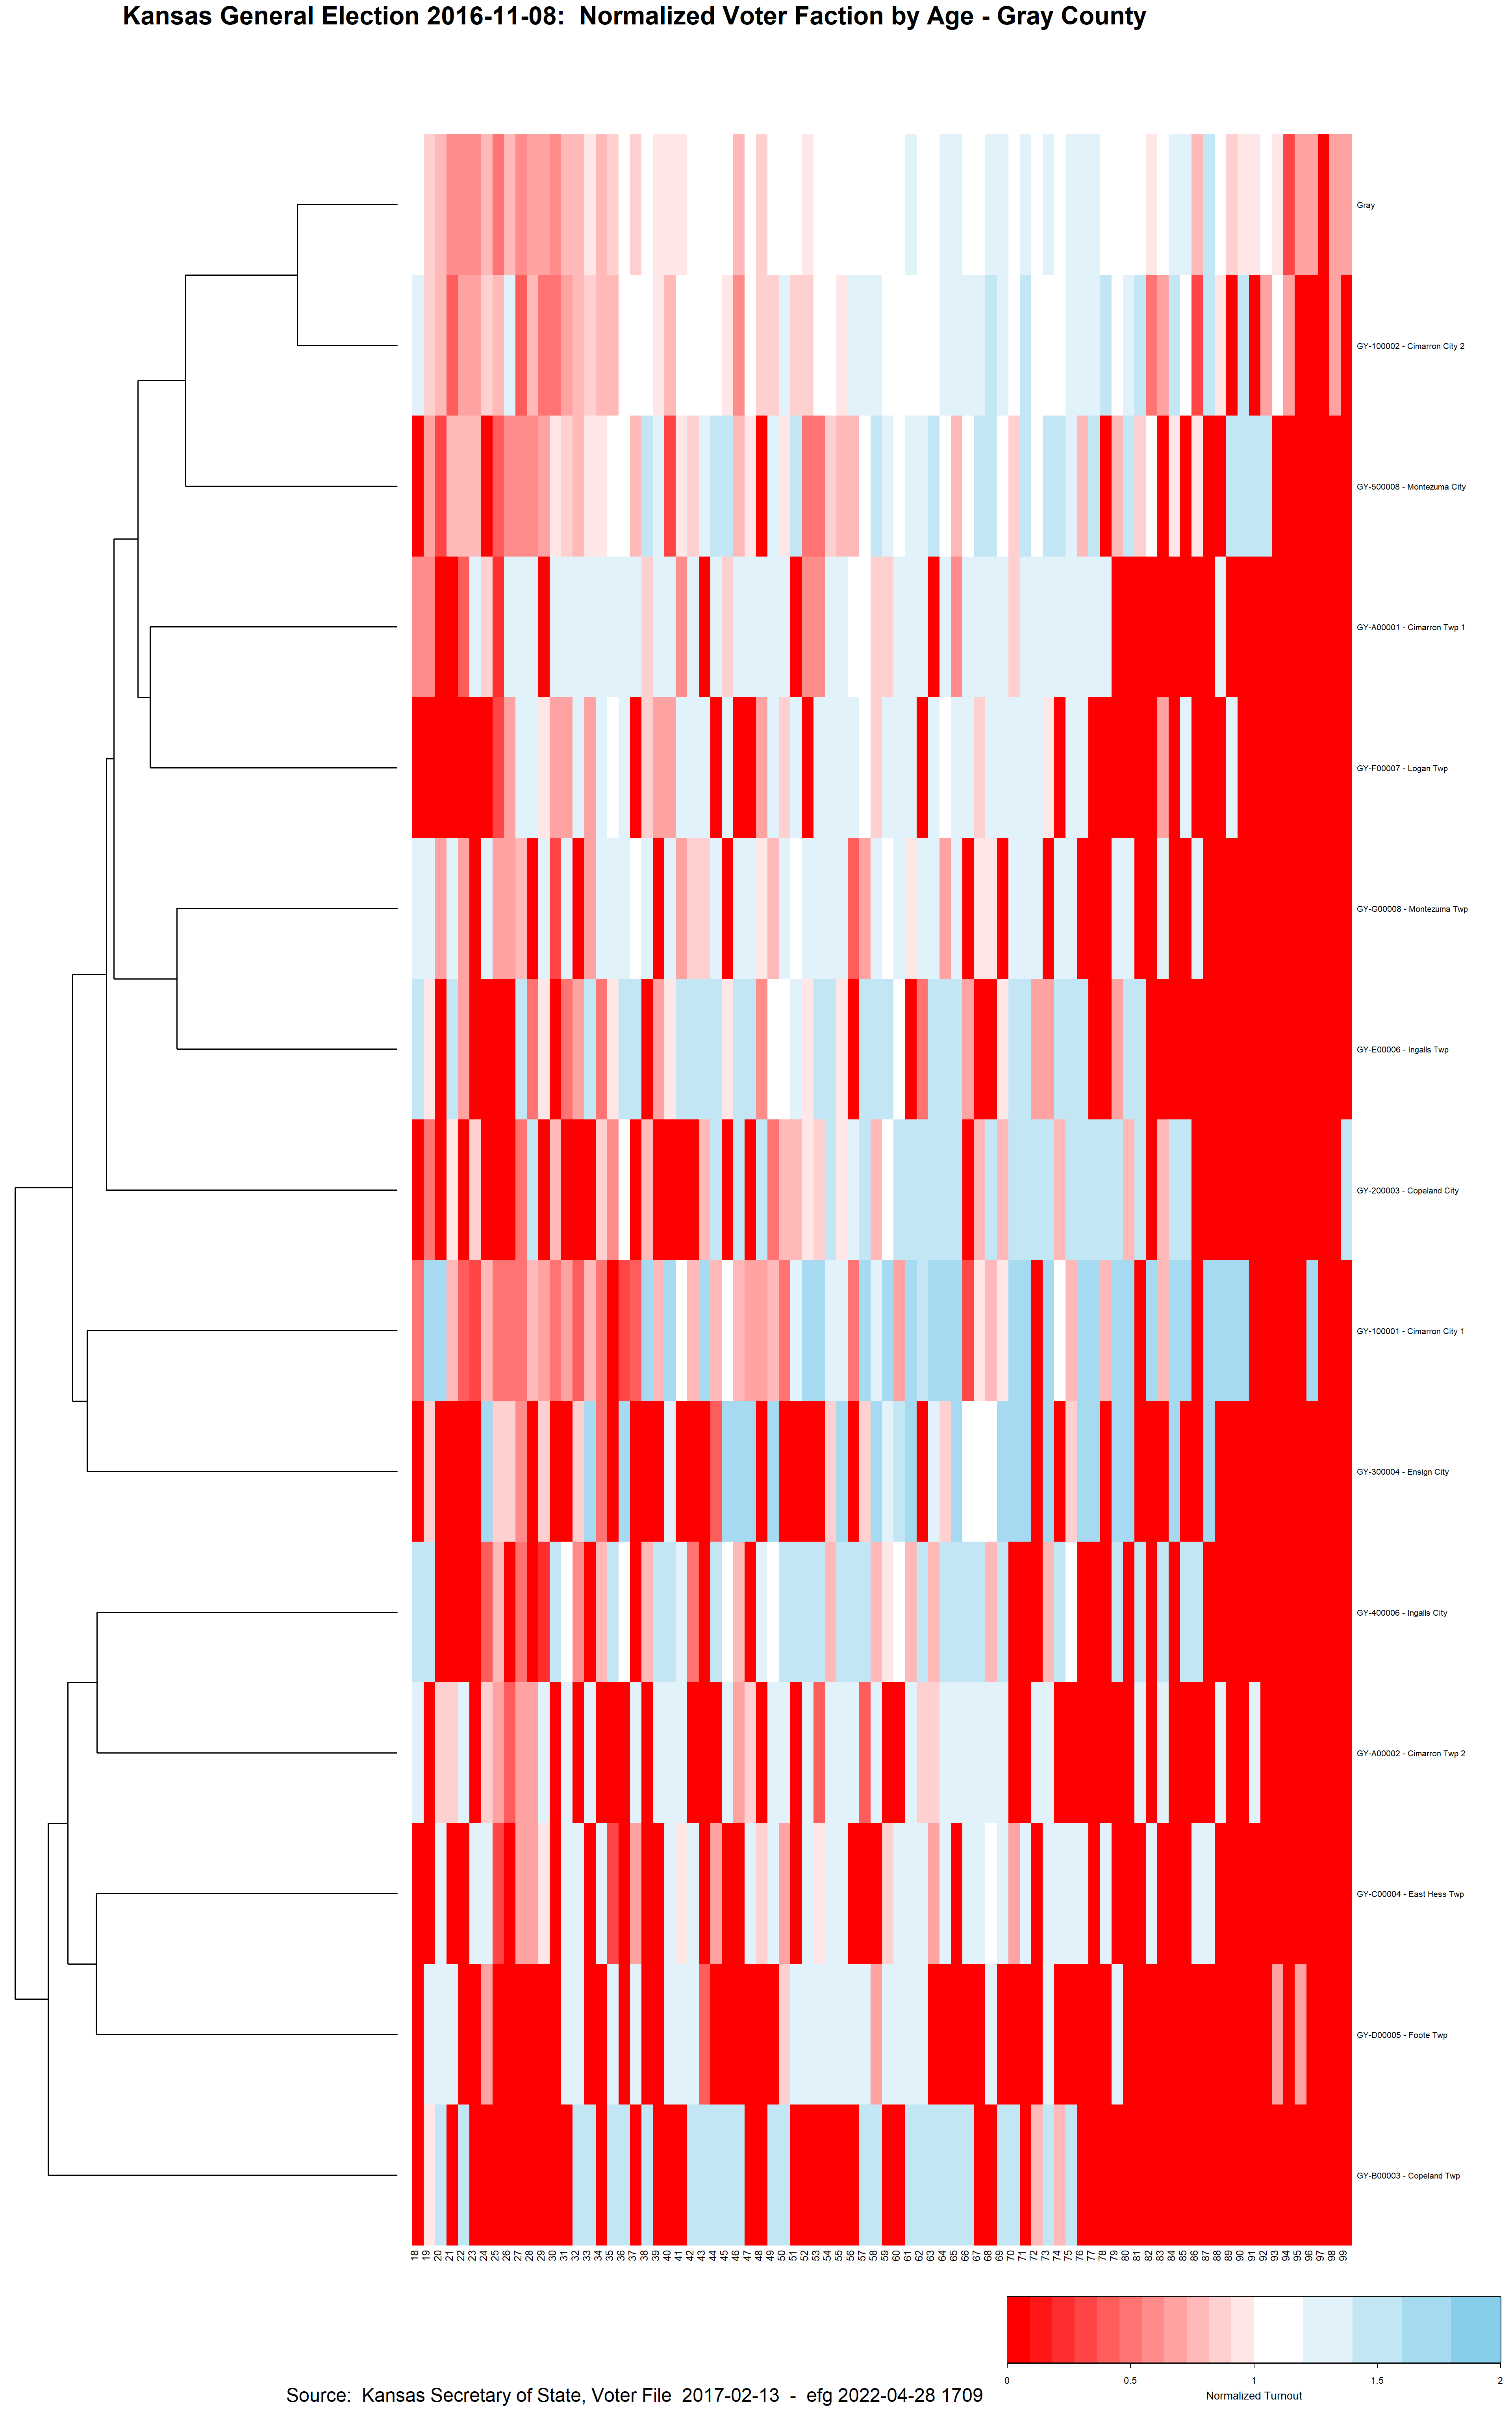 Kansas General Election 2016-11-08:  Normalized Voter Faction by Age - Gray County
Gray
GY-100002 - Cimarron City 2
GY-500008 - Montezuma City
GY-A00001 - Cimarron Twp 1
GY-F00007 - Logan Twp
GY-G00008 - Montezuma Twp
GY-E00006 - Ingalls Twp
GY-200003 - Copeland City
GY-100001 - Cimarron City 1
GY-300004 - Ensign City
GY-400006 - Ingalls City
GY-A00002 - Cimarron Twp 2
GY-C00004 - East Hess Twp
GY-D00005 - Foote Twp
GY-B00003 - Copeland Twp
18 19 20 21 22 23 24 25 26 27 28 29 30 31 32 33 34 35 36 37 38 39 40 41 42 43 44 45 46 47 48 49 50 51 52 53 54 55 56 57 58 59 60 61 62 63 64 65 66 67 68 69 70 71 72 73 74 75 76 77 78 79 80 81 82 83 84 85 86 87 88 89 90 91 92 93 94 95 96 97 98 99
0 0.5 1 1.5 2
Normalized Turnout
Source:  Kansas Secretary of State, Voter File  2017-02-13  -  efg 2022-04-28 1709